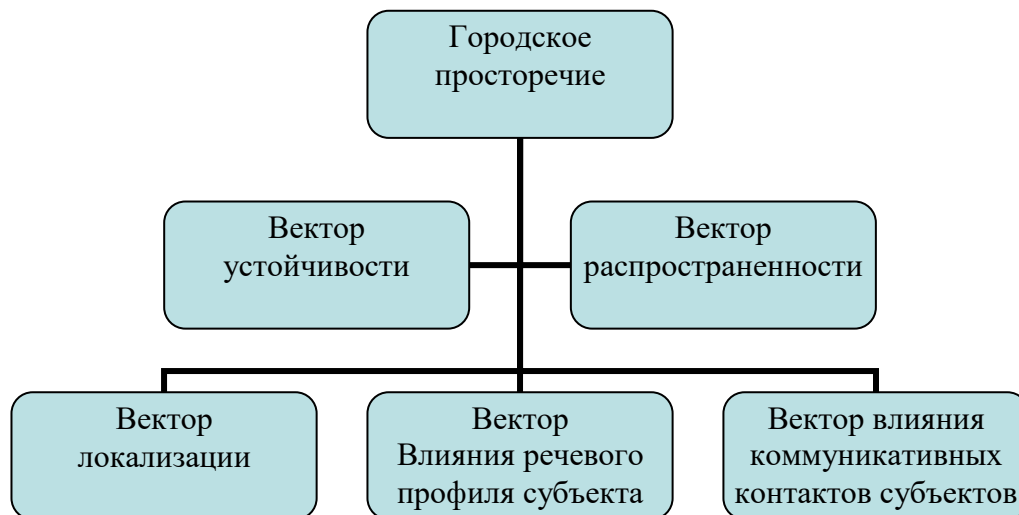 Городское
просторечие
Вектор
устойчивости
Вектор
распространенности
Вектор
локализации
Вектор
Влияния речевого
профиля субъекта
Вектор влияния
коммуникативных
контактов субъектов